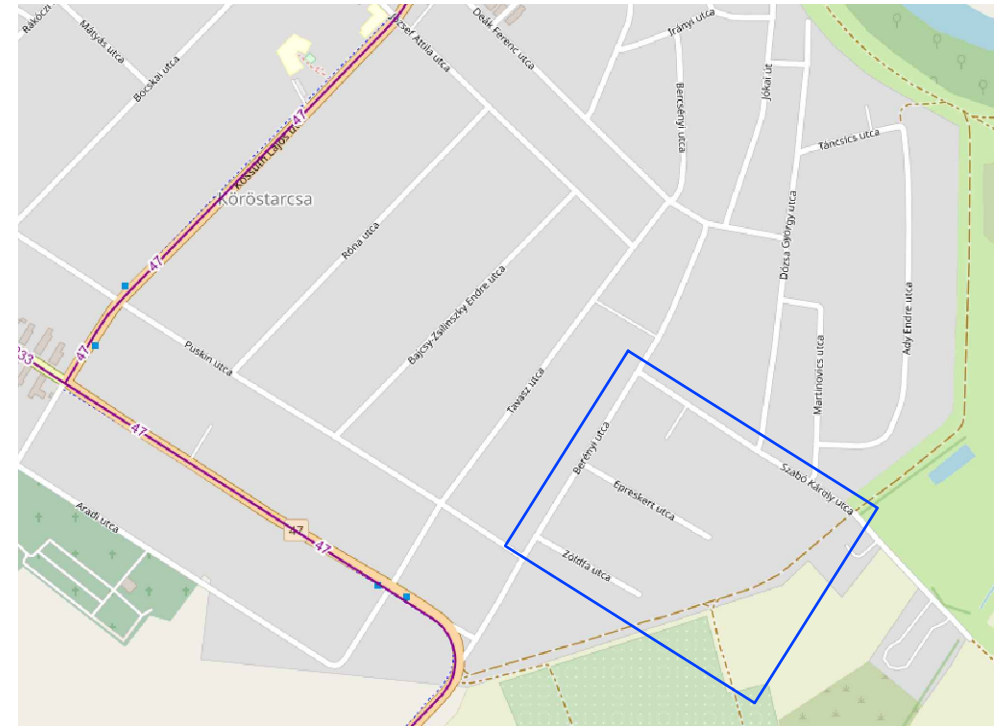 Rákóczi
Mátyás utca
Bocskai utca
József Attila utca
Deák Ferenc utca
Irányi utca
Jókai út
Bercsényi utca
Táncsics utca
47
Kossuth Lajos utca
Köröstarcsa
Róna utca
Dózsa György utca
Ady Endre utca
47
Bajcsy-Zsilinszky Endre utca
Puskin utca
Martinovics utca
Tavasz utca
47
47
Berényi utca
Szabó Károly utca
Epreskert utca
Aradi utca
47
47
Zöldfa utca